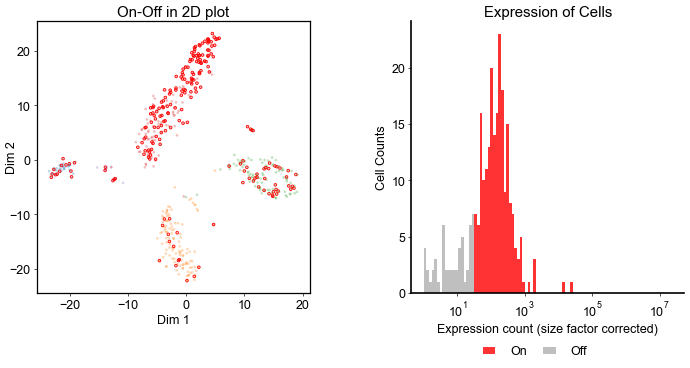 On-Off in 2D plot
Dim 2
20
10
0
−10
−20
−20 −10 0 10 20
Dim 1
Expression of Cells
Cell Counts
20
15
10
5
0
10^1 10^3 10^5 10^7
Expression count (size factor corrected)
On Off